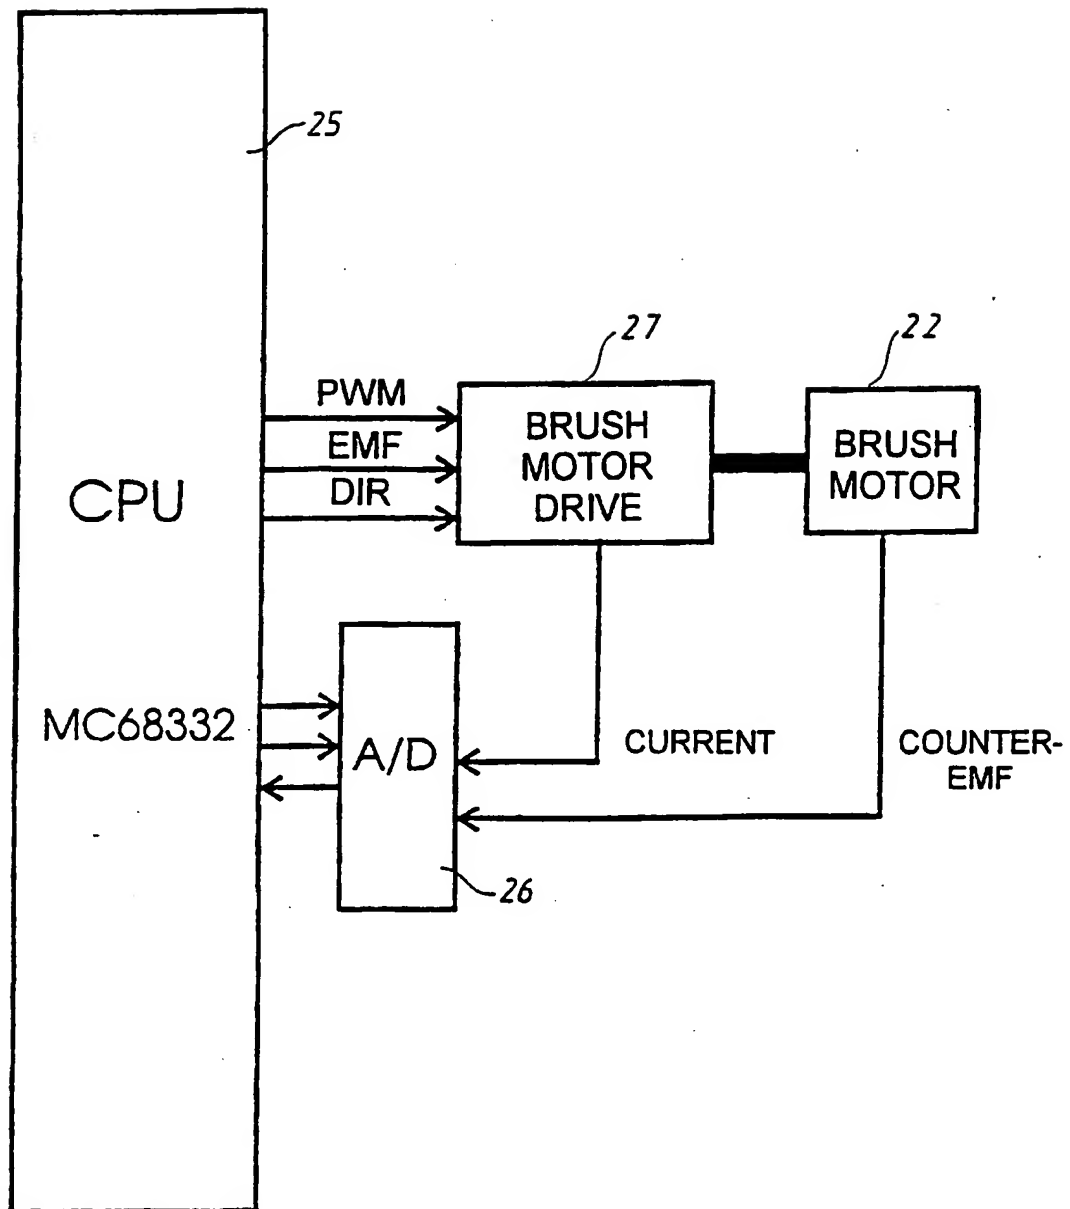 25
27
22
PWM
EMF
DIR
BRUSH
MOTOR
DRIVE
BRUSH
MOTOR
CPU
MC68332
A/D
CURRENT
COUNTER-
EMF
26